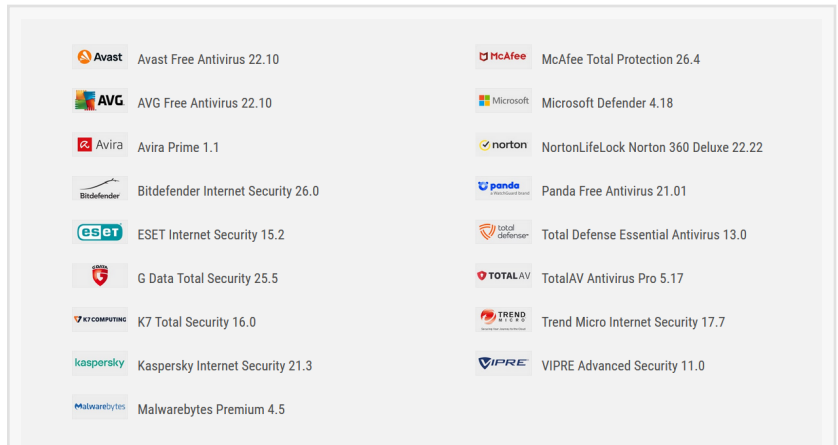 Avast Avast Free Antivirus 22.10
AVG Free Antivirus 22.10
AVG
Avira Avira Prime 1.1
Bitdefender Bitdefender Internet Security 26.0
eset ESET Internet Security 15.2
G DATA G Data Total Security 25.5
K7 COMPUTING K7 Total Security 16.0
kaspersky Kaspersky Internet Security 21.3
Malwarebytes Malwarebytes Premium 4.5
McAfee McAfee Total Protection 26.4
Microsoft Microsoft Defender 4.18
norton NortonLifeLock Norton 360 Deluxe 22.22
panda Panda Free Antivirus 21.01
a WatchGuard brand
total defense Total Defense Essential Antivirus 13.0
TOTAL AV TotalAV Antivirus Pro 5.17
TREND MICRO Trend Micro Internet Security 17.7
VIPRE VIPRE Advanced Security 11.0